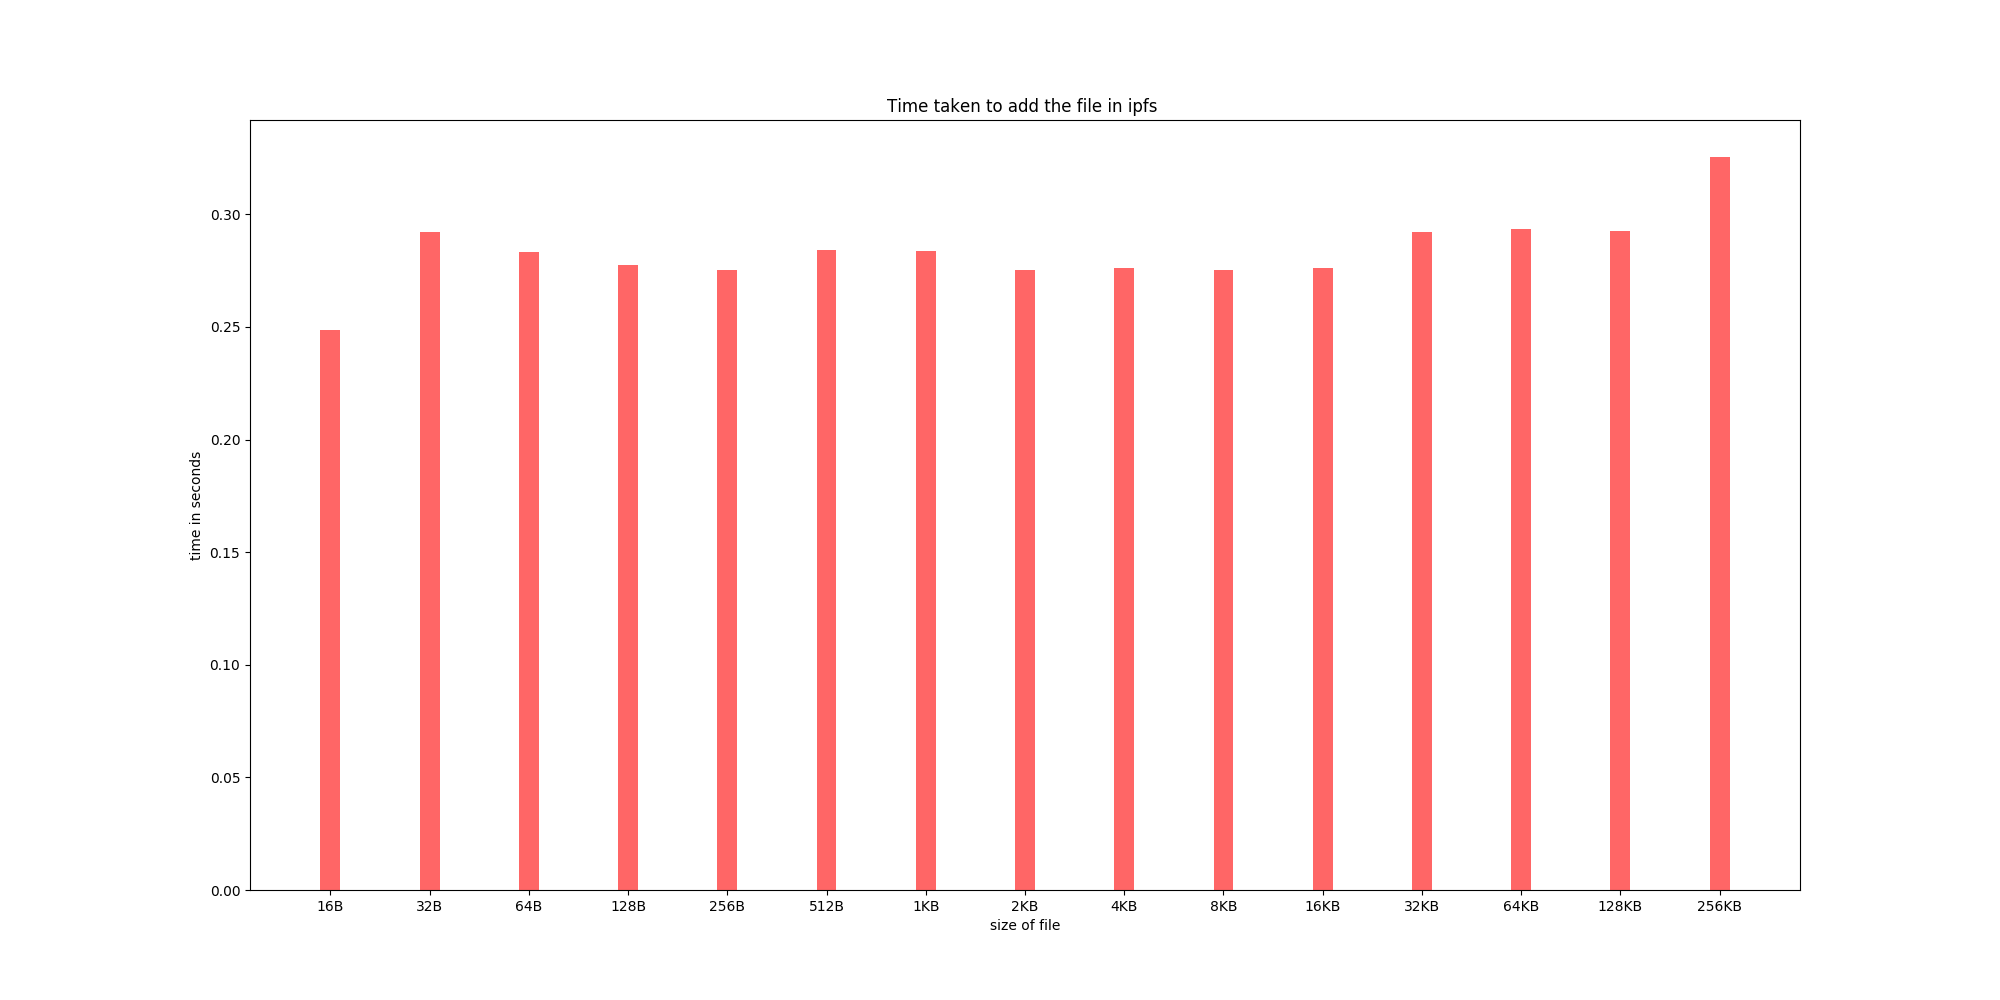 Time taken to add the file in ipfs
time in seconds
0.30
0.25
0.20
0.15
0.10
0.05
0.00
16B 32B 64B 128B 256B 512B 1KB 2KB 4KB 8KB 16KB 32KB 64KB 128KB 256KB
size of file